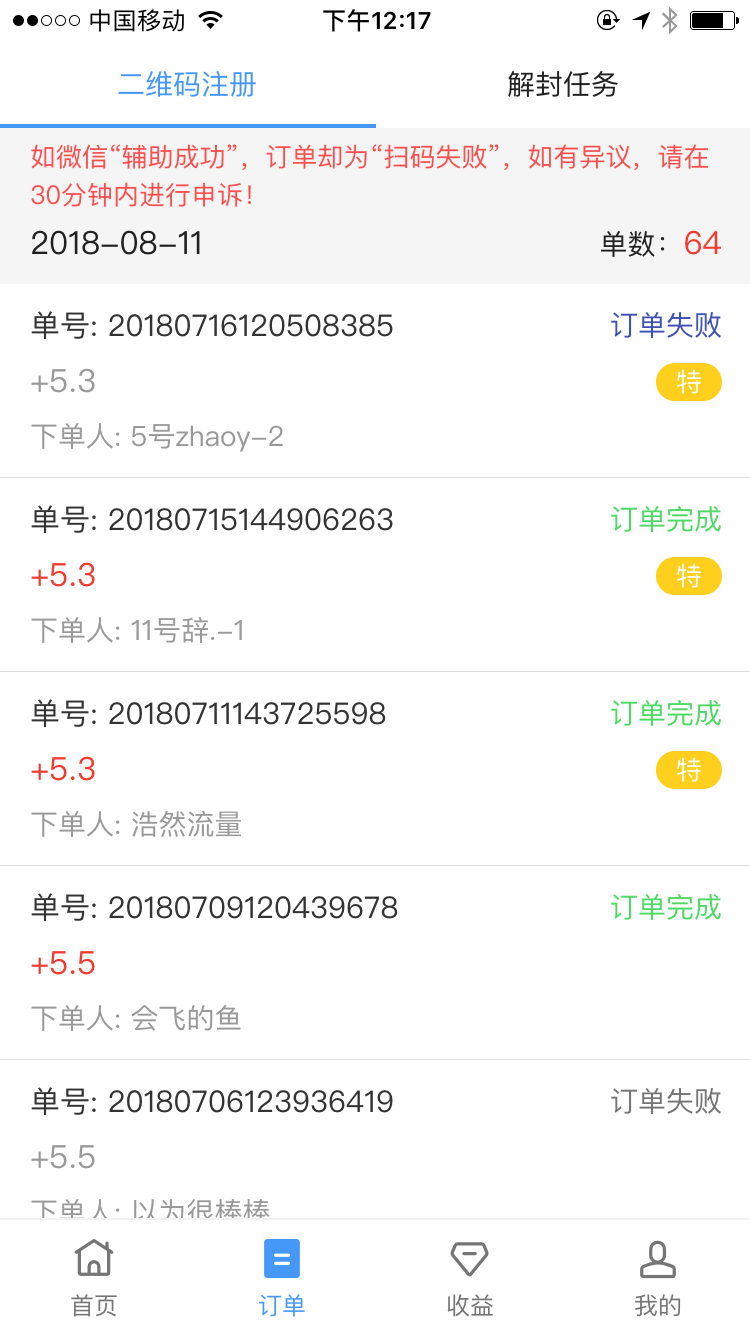 中国移动 下午12:17
二维码注册 解封任务
如微信“辅助成功”，订单却为“扫码失败”，如有异议，请在
30分钟内进行申诉！
2018-08-11 单数：64
单号: 20180716120508385 订单失败
+5.3 特
下单人: 5号zhaoy-2
单号: 20180715144906263 订单完成
+5.3 特
下单人: 11号辞.-1
单号: 20180711143725598 订单完成
+5.3 特
下单人: 浩然流量
单号: 20180709120439678 订单完成
+5.5
下单人: 会飞的鱼
单号: 20180706123936419 订单失败
+5.5
下单人: 以为很棒棒
首页 订单 收益 我的